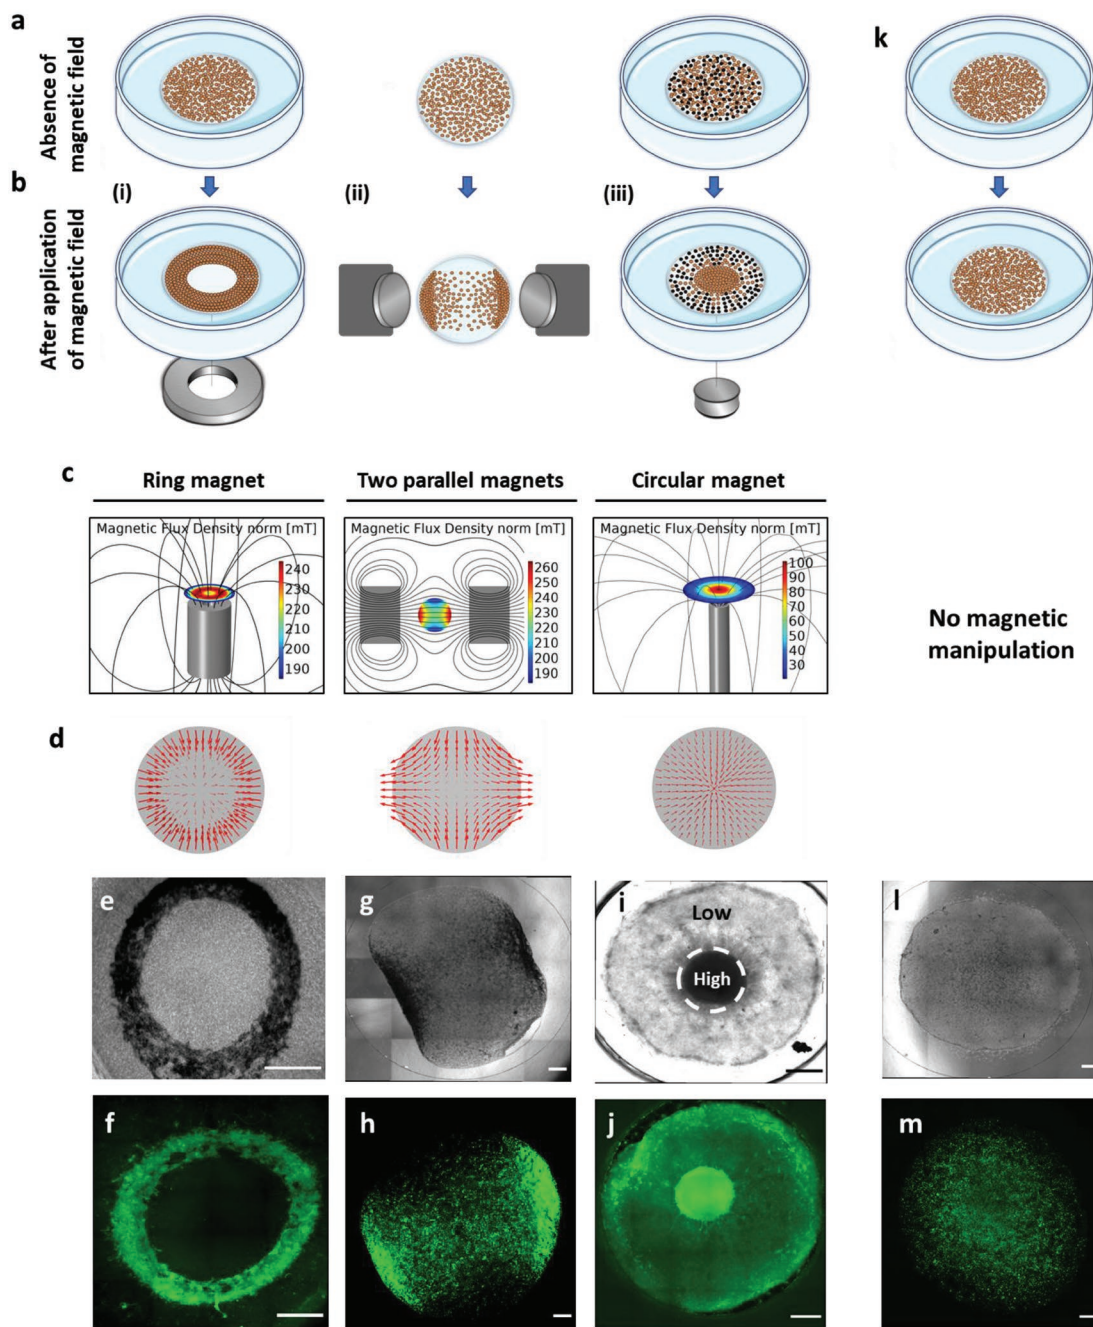 a
k
Absence of
magnetic field
b
(i)
(ii)
(iii)
After application
of magnetic field
c
Ring magnet
Two parallel magnets
Circular magnet
Magnetic Flux Density norm [mT]
240
230
220
210
200
190
Magnetic Flux Density norm [mT]
260
250
240
230
220
210
200
190
Magnetic Flux Density norm [mT]
100
90
80
70
60
50
40
30
No magnetic
manipulation
d
e
g
i
Low
High
l
f
h
j
m